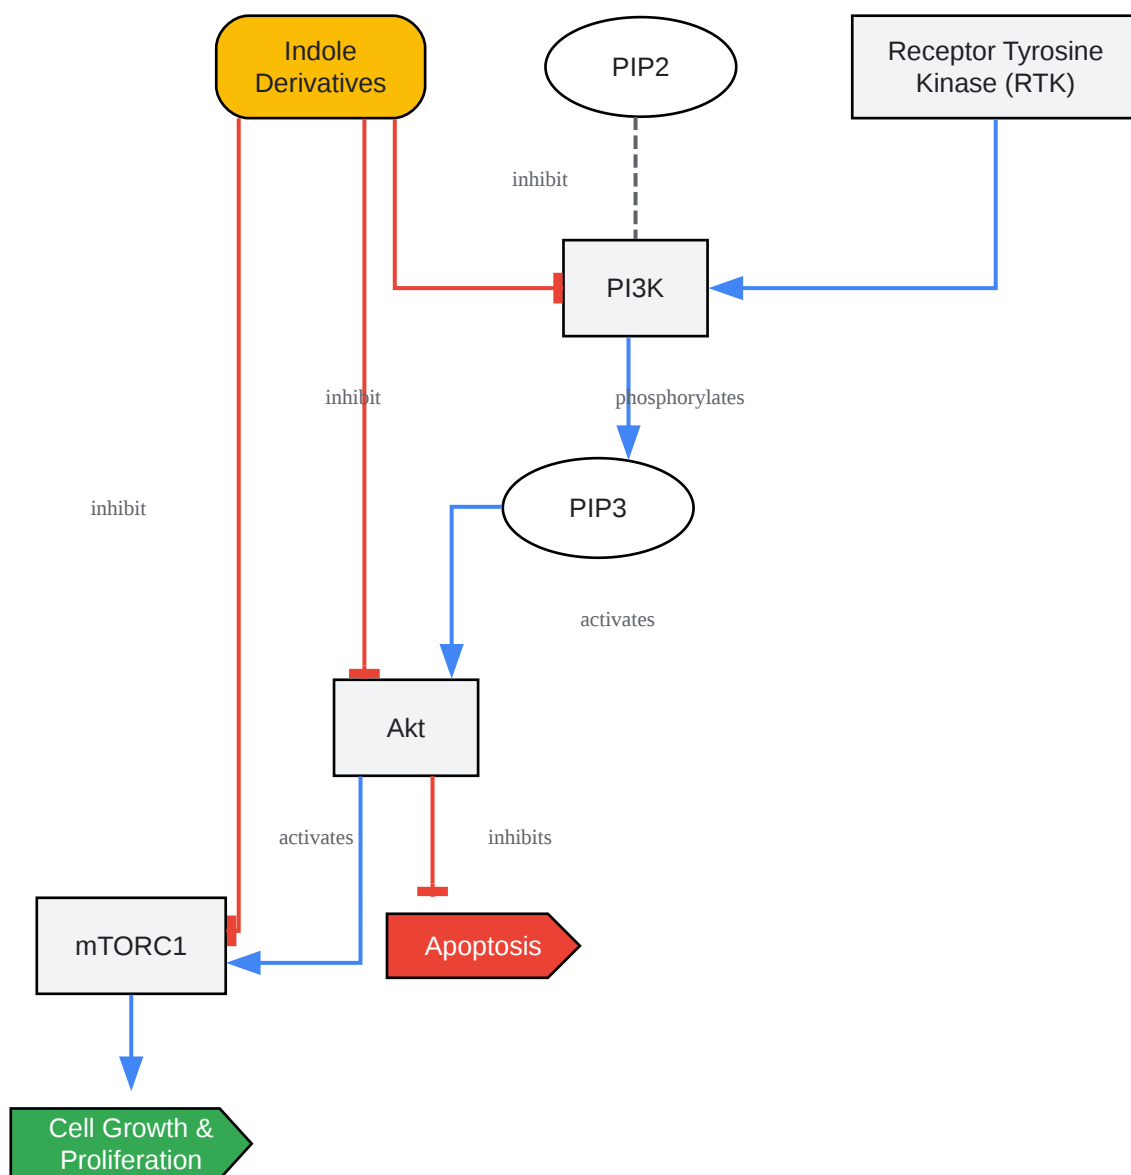 Indole
Derivatives
PIP2
Receptor Tyrosine
Kinase (RTK)
inhibit
PI3K
inhibit
phosphorylates
inhibit
PIP3
activates
Akt
activates
inhibits
mTORC1
Apoptosis
Cell Growth &
Proliferation